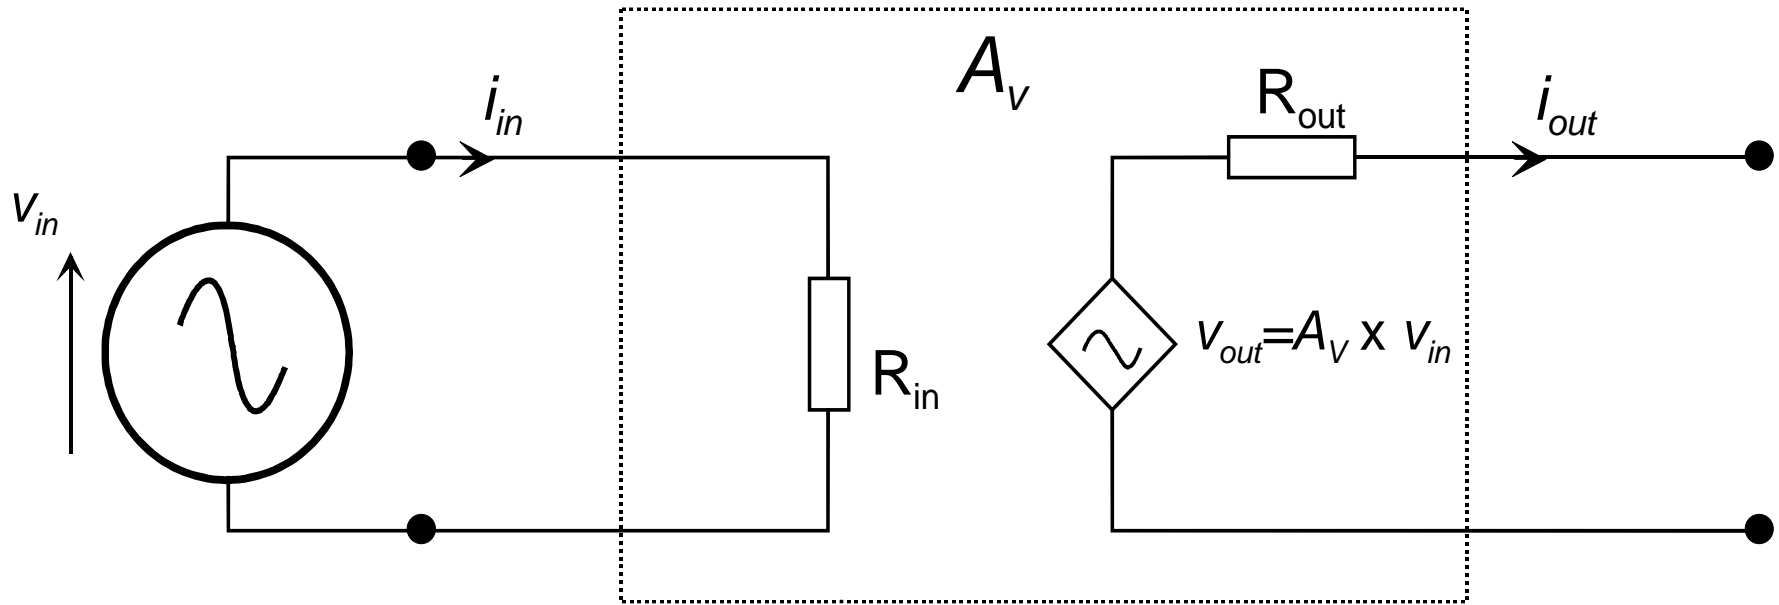 A_v
i_in
R_out
i_out
v_in
v_out=A_V x v_in
R_in